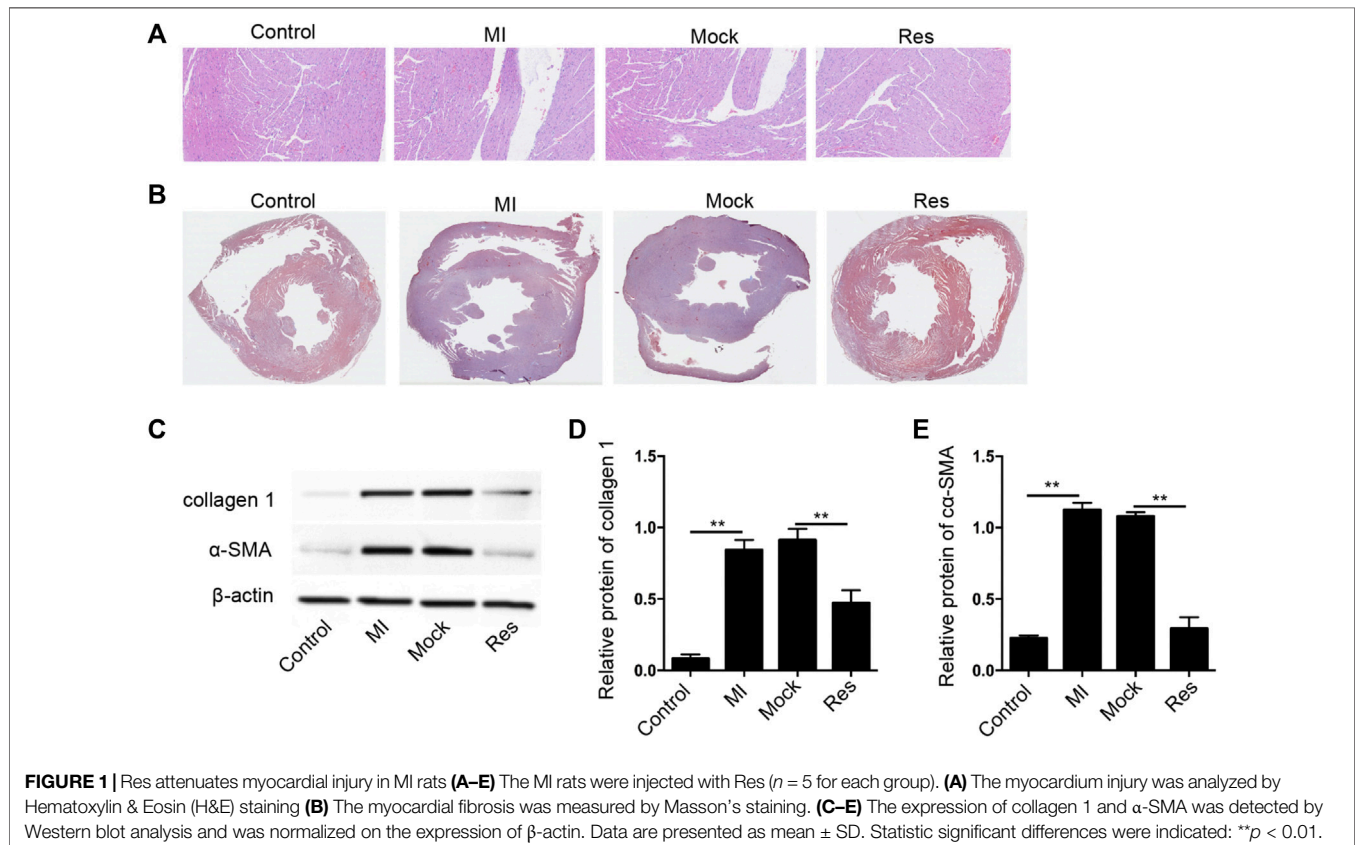 A
Control
MI
Mock
Res
B
Control
MI
Mock
Res
C
collagen 1
α-SMA
β-actin
Control
MI
Mock
Res
D
Relative protein of collagen 1
1.5
1.0
0.5
0.0
**
**
Control
MI
Mock
Res
E
Relative protein of cα-SMA
1.5
1.0
0.5
0.0
**
**
Control
MI
Mock
Res
FIGURE 1 | Res attenuates myocardial injury in MI rats (A–E) The MI rats were injected with Res (n = 5 for each group). (A) The myocardium injury was analyzed by
Hematoxylin & Eosin (H&E) staining (B) The myocardial fibrosis was measured by Masson's staining. (C–E) The expression of collagen 1 and α-SMA was detected by
Western blot analysis and was normalized on the expression of β-actin. Data are presented as mean ± SD. Statistic significant differences were indicated: **p < 0.01.